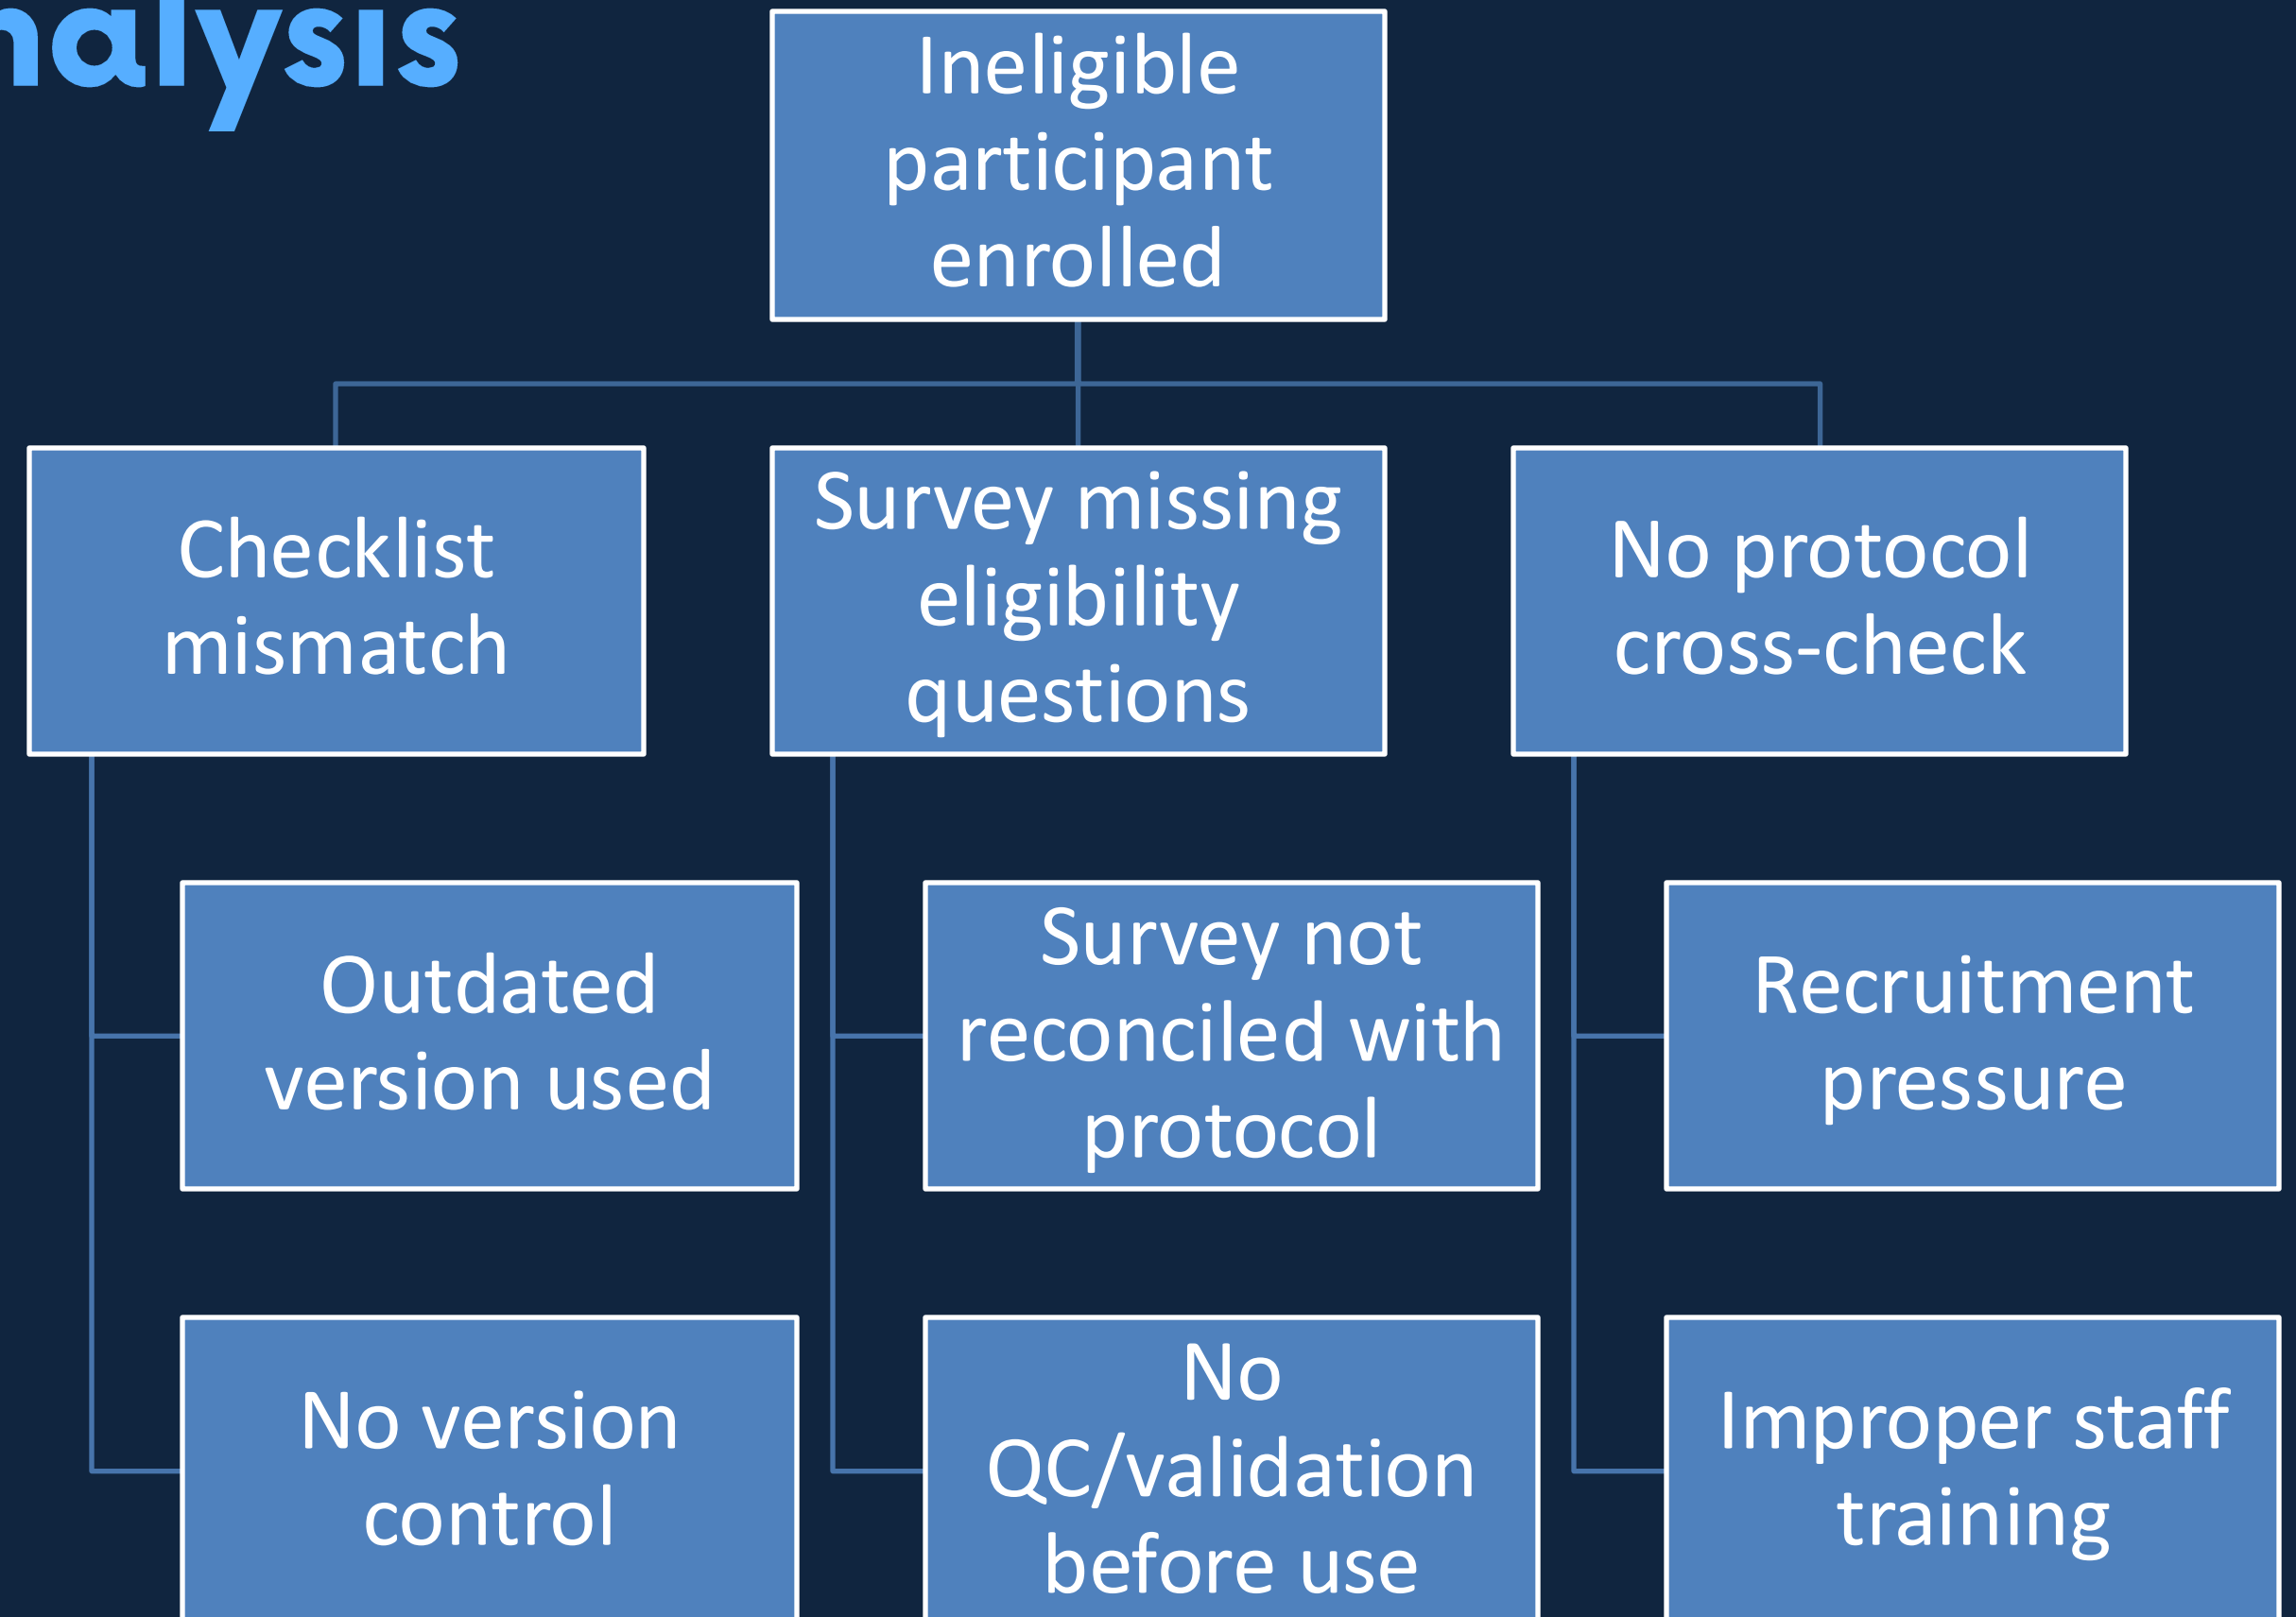 nalysis
Ineligible
participant
enrolled
Checklist
mismatch
Survey missing
eligibility
questions
No protocol
cross-check
Outdated
version used
Survey not
reconciled with
protocol
Recruitment
pressure
No version
control
No
QC/validation
before use
Improper staff
training